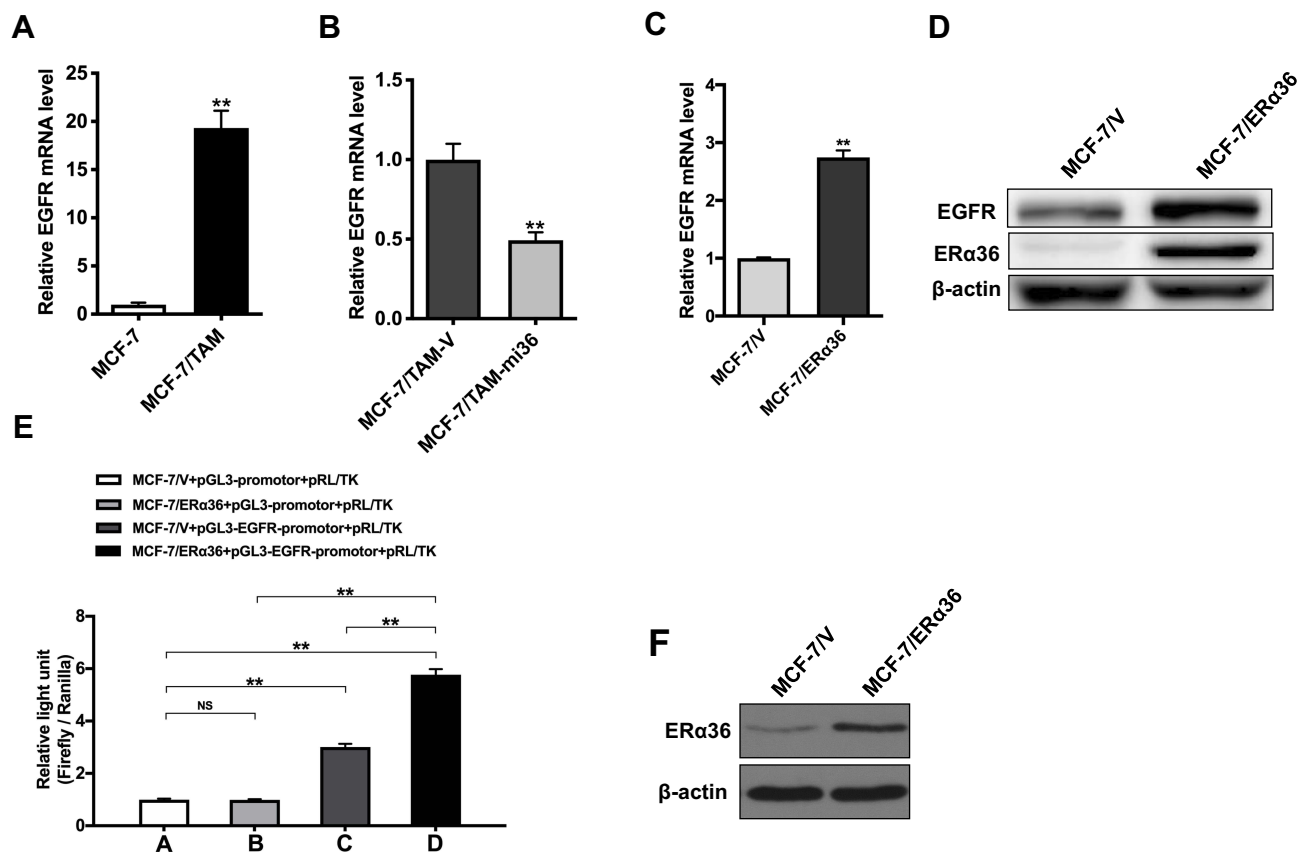 A
Relative EGFR mRNA level
25
20
15
10
5
0
**
MCF-7
MCF-7/TAM
B
Relative EGFR mRNA level
1.5
1.0
0.5
0.0
**
MCF-7/TAM-V
MCF-7/TAM-mi36
C
Relative EGFR mRNA level
4
3
2
1
0
**
MCF-7/V
MCF-7/ERα36
D
MCF-7/V
MCF-7/ERα36
EGFR
ERα36
β-actin
E
MCF-7/V+pGL3-promotor+pRL/TK
MCF-7/ERα36+pGL3-promotor+pRL/TK
MCF-7/V+pGL3-EGFR-promotor+pRL/TK
MCF-7/ERα36+pGL3-EGFR-promotor+pRL/TK
Relative light unit
(Firefly / Ranilla)
8
6
4
2
0
**
**
**
**
NS
A
B
C
D
F
MCF-7/V
MCF-7/ERα36
ERα36
β-actin